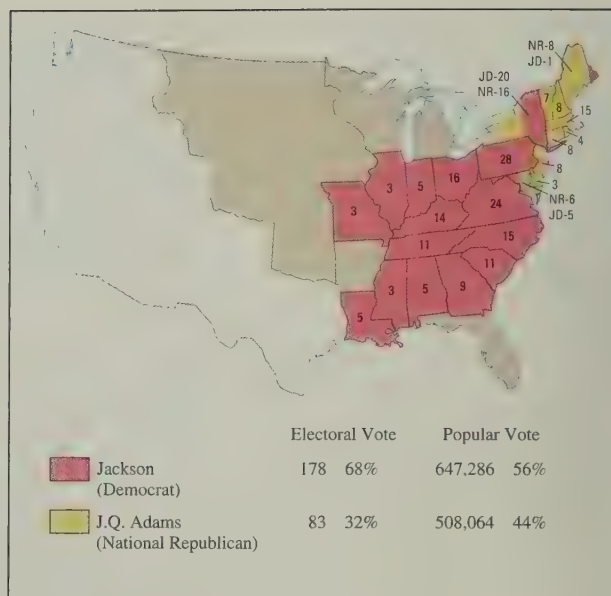 NR-8
JD-1
JD-20
NR-16
7
8
15
4
8
28
8
3
NR-6
JD-5
3
5
16
24
3
14
11
15
11
3
5
9
5
Electoral Vote Popular Vote
Jackson 178 68% 647,286 56%
(Democrat)
J.Q. Adams 83 32% 508,064 44%
(National Republican)